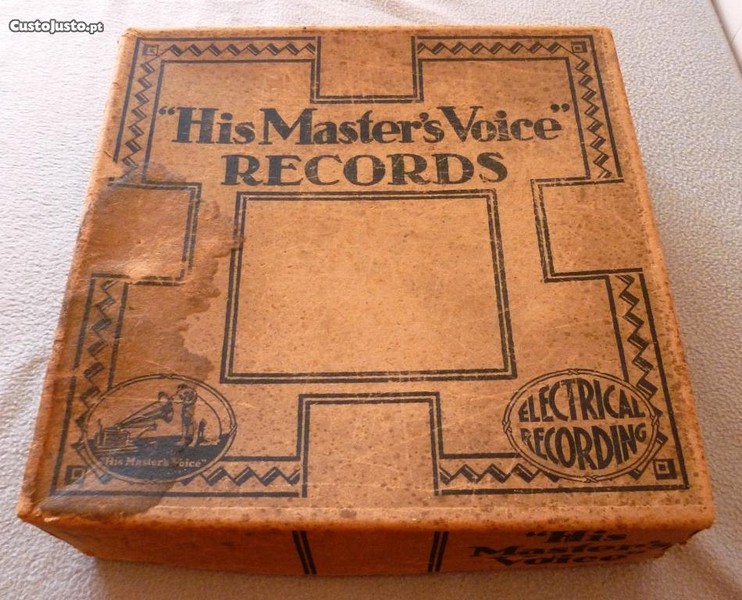 CustoJusto.pt
"His Master's Voice"
RECORDS
"His Master's Voice"
ELECTRICAL
RECORDING
"His
Master's
Voice"